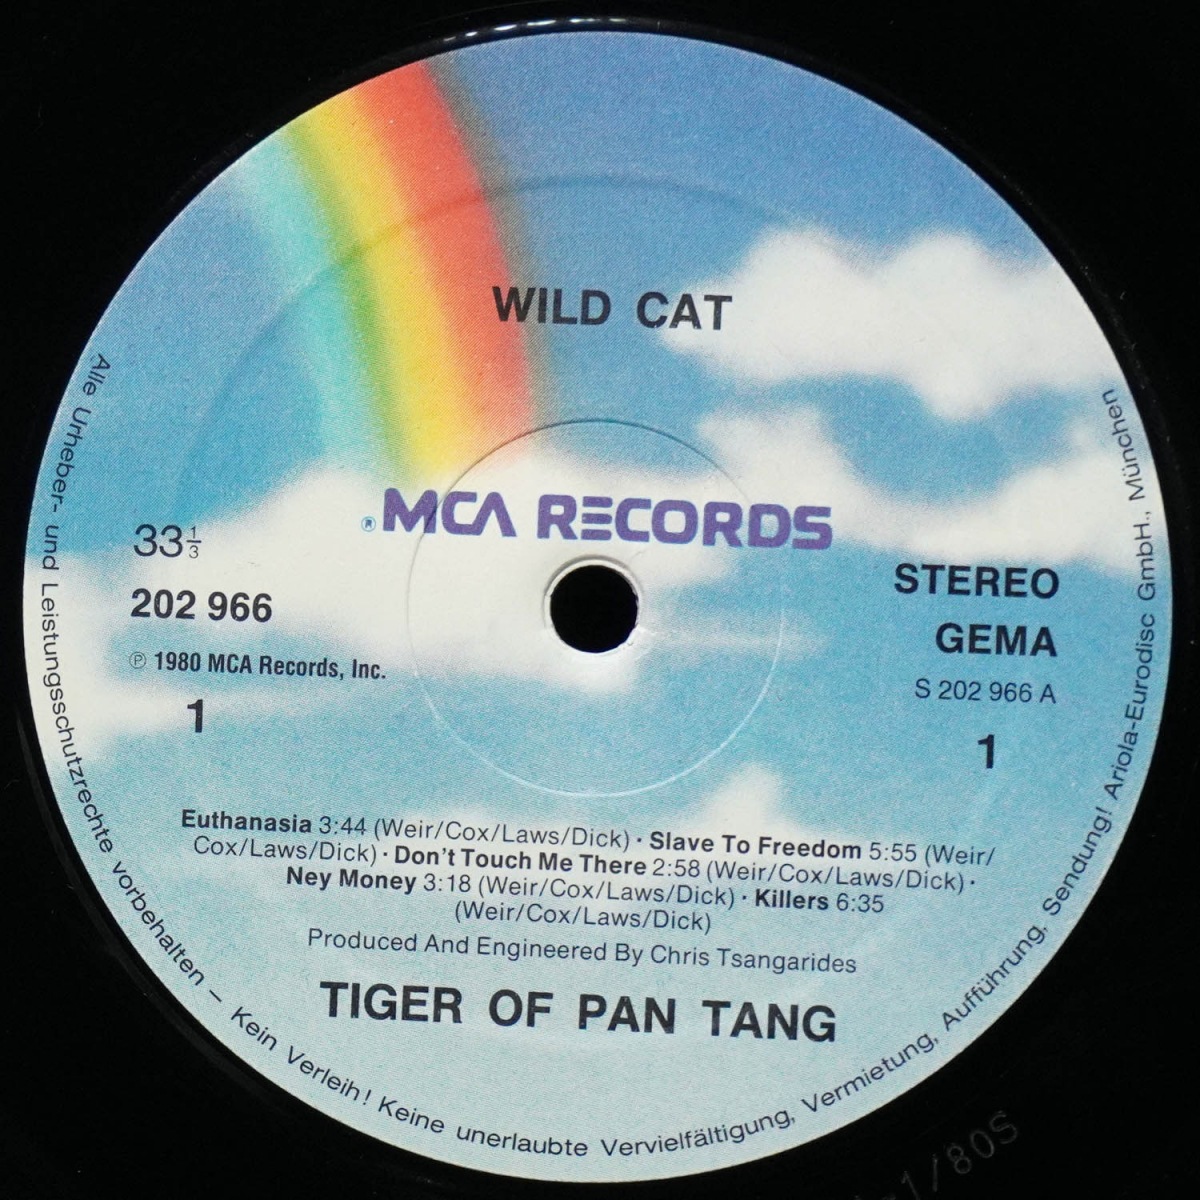 WILD CAT
® MCA RECORDS
33 1/3
202 966
℗ 1980 MCA Records, Inc.
1
STEREO
GEMA
S 202 966 A
1
Euthanasia 3:44 (Weir/Cox/Laws/Dick) · Slave To Freedom 5:55 (Weir/
Cox/Laws/Dick) · Don't Touch Me There 2:58 (Weir/Cox/Laws/Dick) ·
Ney Money 3:18 (Weir/Cox/Laws/Dick) · Killers 6:35
(Weir/Cox/Laws/Dick)
Produced And Engineered By Chris Tsangarides
TIGER OF PAN TANG
Alle Urheber- und Leistungsschutzrechte vorbehalten – Kein Verleih! Keine unerlaubte Vervielfältigung, Vermietung, Aufführung, Sendung! Ariola-Eurodisc GmbH., München
1/80S